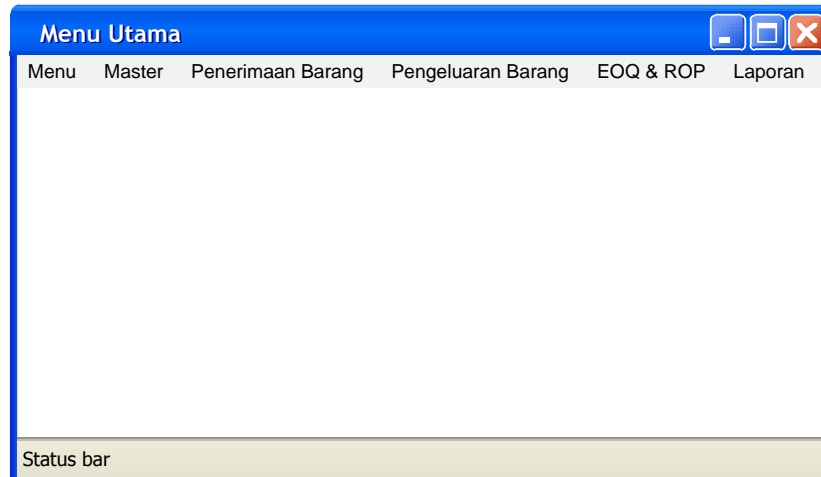 Menu Utama
Menu Master Penerimaan Barang Pengeluaran Barang EOQ & ROP Laporan
Status bar